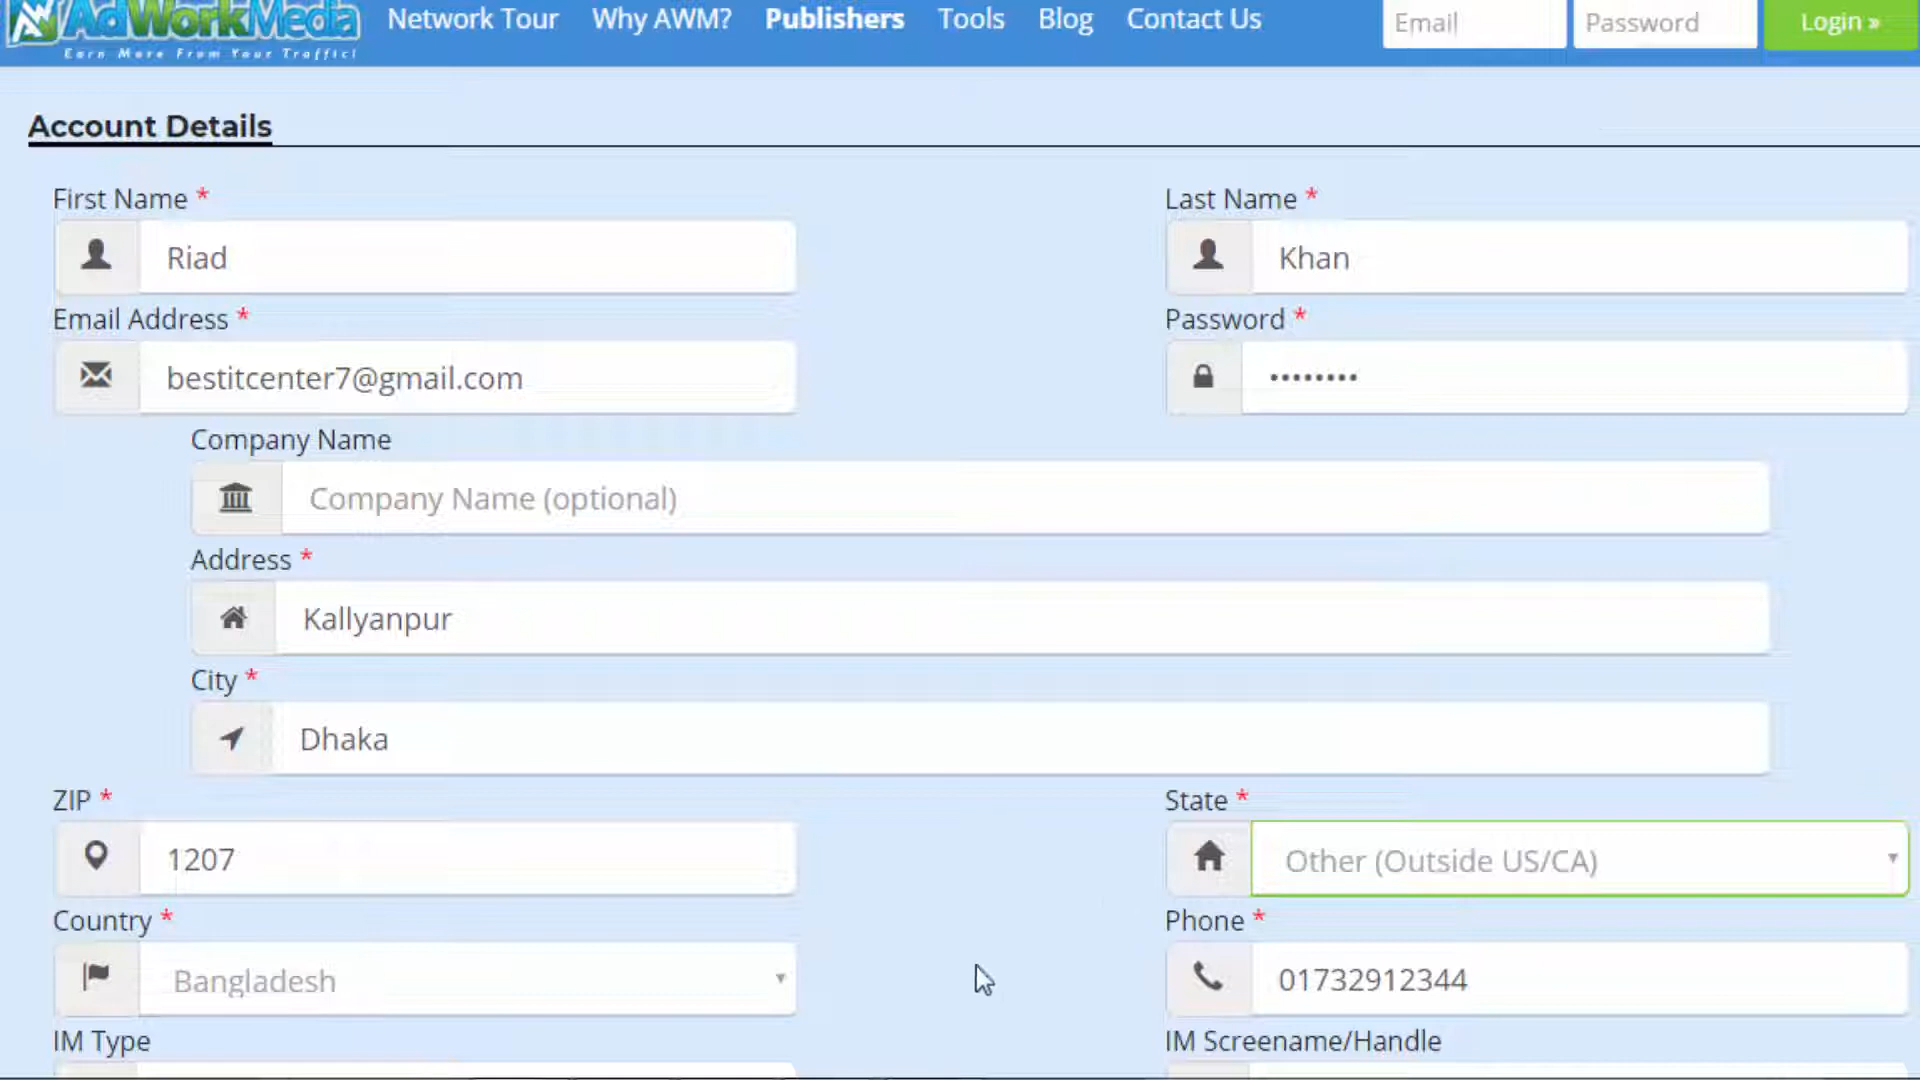 AdWorkMedia Network Tour Why AWM? Publishers Tools Blog Contact Us Email Password Login »
Earn More From Your Traffic!
Account Details
First Name * Last Name *
Riad Khan
Email Address * Password *
bestitcenter7@gmail.com ••••••••
Company Name
Company Name (optional)
Address *
Kallyanpur
City *
Dhaka
ZIP * State *
1207 Other (Outside US/CA)
Country * Phone *
Bangladesh 01732912344
IM Type IM Screename/Handle